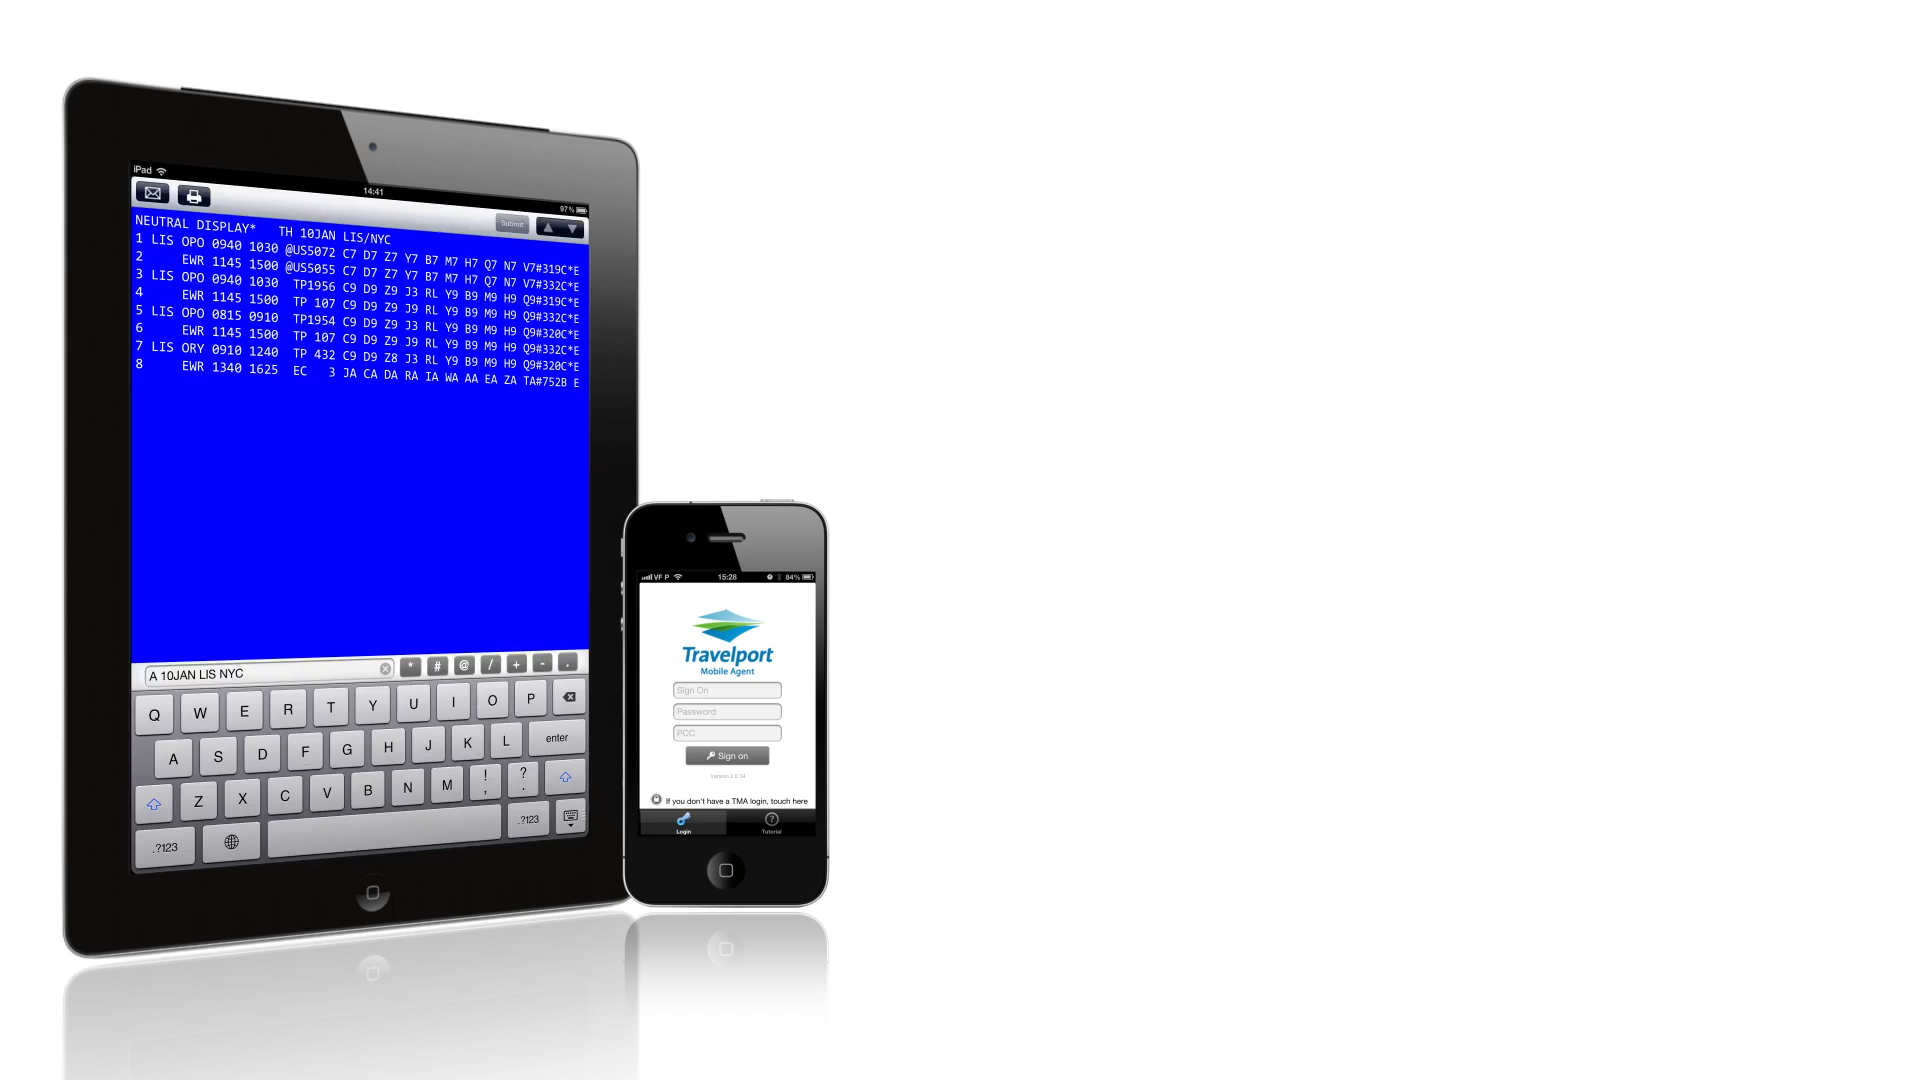 iPad
14:41
97%
Submit
NEUTRAL DISPLAY*   TH 10JAN LIS/NYC
1 LIS OPO 0940 1030 @US5072 C7 D7 Z7 Y7 B7 M7 H7 Q7 N7 V7#319C*E
2     EWR 1145 1500 @US5055 C7 D7 Z7 Y7 B7 M7 H7 Q7 N7 V7#332C*E
3 LIS OPO 0940 1030  TP1956 C9 D9 Z9 J3 RL Y9 B9 M9 H9 Q9#319C*E
4     EWR 1145 1500  TP 107 C9 D9 Z9 J9 RL Y9 B9 M9 H9 Q9#332C*E
5 LIS OPO 0815 0910  TP1954 C9 D9 Z9 J3 RL Y9 B9 M9 H9 Q9#320C*E
6     EWR 1145 1500  TP 107 C9 D9 Z9 J9 RL Y9 B9 M9 H9 Q9#332C*E
7 LIS ORY 0910 1240  TP 432 C9 D9 Z8 J3 RL Y9 B9 M9 H9 Q9#320C*E
8     EWR 1340 1625  EC   3 JA CA DA RA IA WA AA EA ZA TA#752B E
A 10JAN LIS NYC
* # @ / + - .
Q W E R T Y U I O P
A S D F G H J K L enter
Z X C V B N M ! , ? .
.?123 .?123
VF P 15:28 84%
Travelport
Mobile Agent
Sign On
Password
PCC
Sign on
Version 2.0.34
If you don't have a TMA login, touch here
Login Tutorial